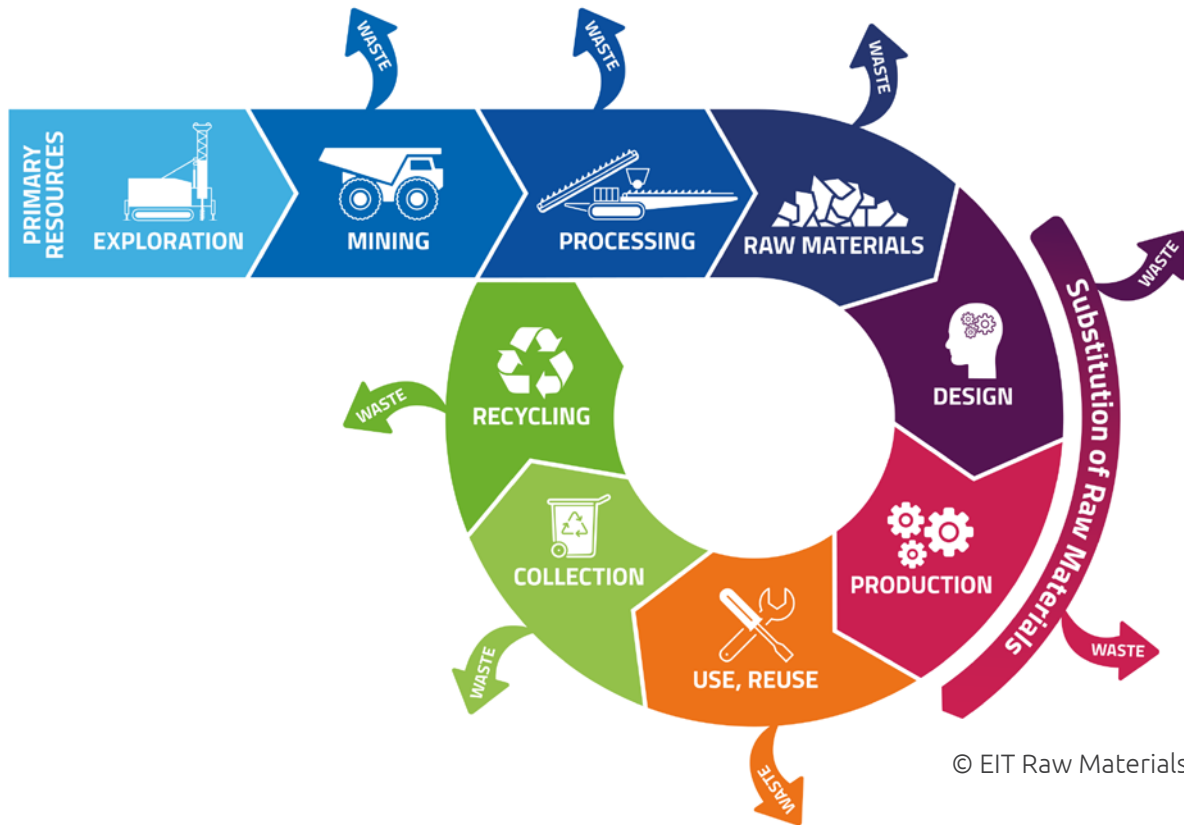 WASTE
WASTE
WASTE
PRIMARY
RESOURCES
EXPLORATION
MINING
PROCESSING
RAW MATERIALS
WASTE
Substitution of Raw Materials
DESIGN
RECYCLING
WASTE
PRODUCTION
COLLECTION
WASTE
USE, REUSE
WASTE
WASTE
© EIT Raw Materials